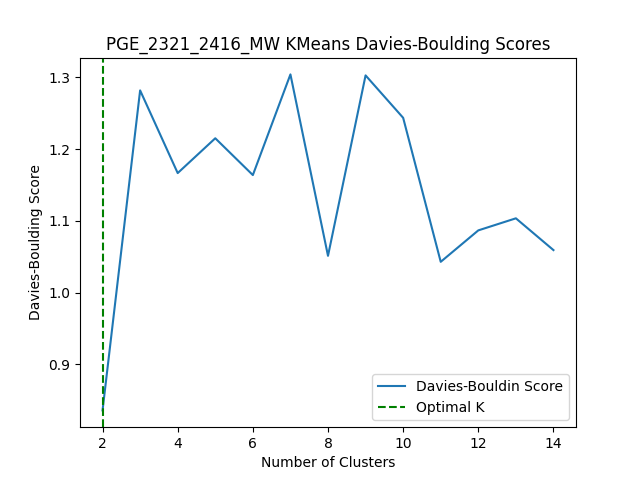 PGE_2321_2416_MW KMeans Davies-Boulding Scores
1.3
1.2
1.1
1.0
0.9
Davies-Boulding Score
Davies-Bouldin Score
Optimal K
2 4 6 8 10 12 14
Number of Clusters